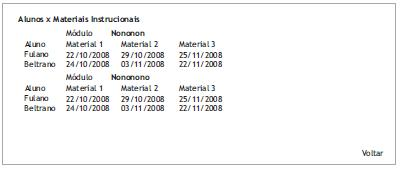 Alunos x Materiais Instrucionais
Módulo Nononon
Aluno Material 1 Material 2 Material 3
Fulano 22/10/2008 29/10/2008 25/11/2008
Beltrano 24/10/2008 03/11/2008 22/11/2008
Módulo Nononono
Aluno Material 1 Material 2 Material 3
Fulano 22/10/2008 29/10/2008 25/11/2008
Beltrano 24/10/2008 03/11/2008 22/11/2008
Voltar